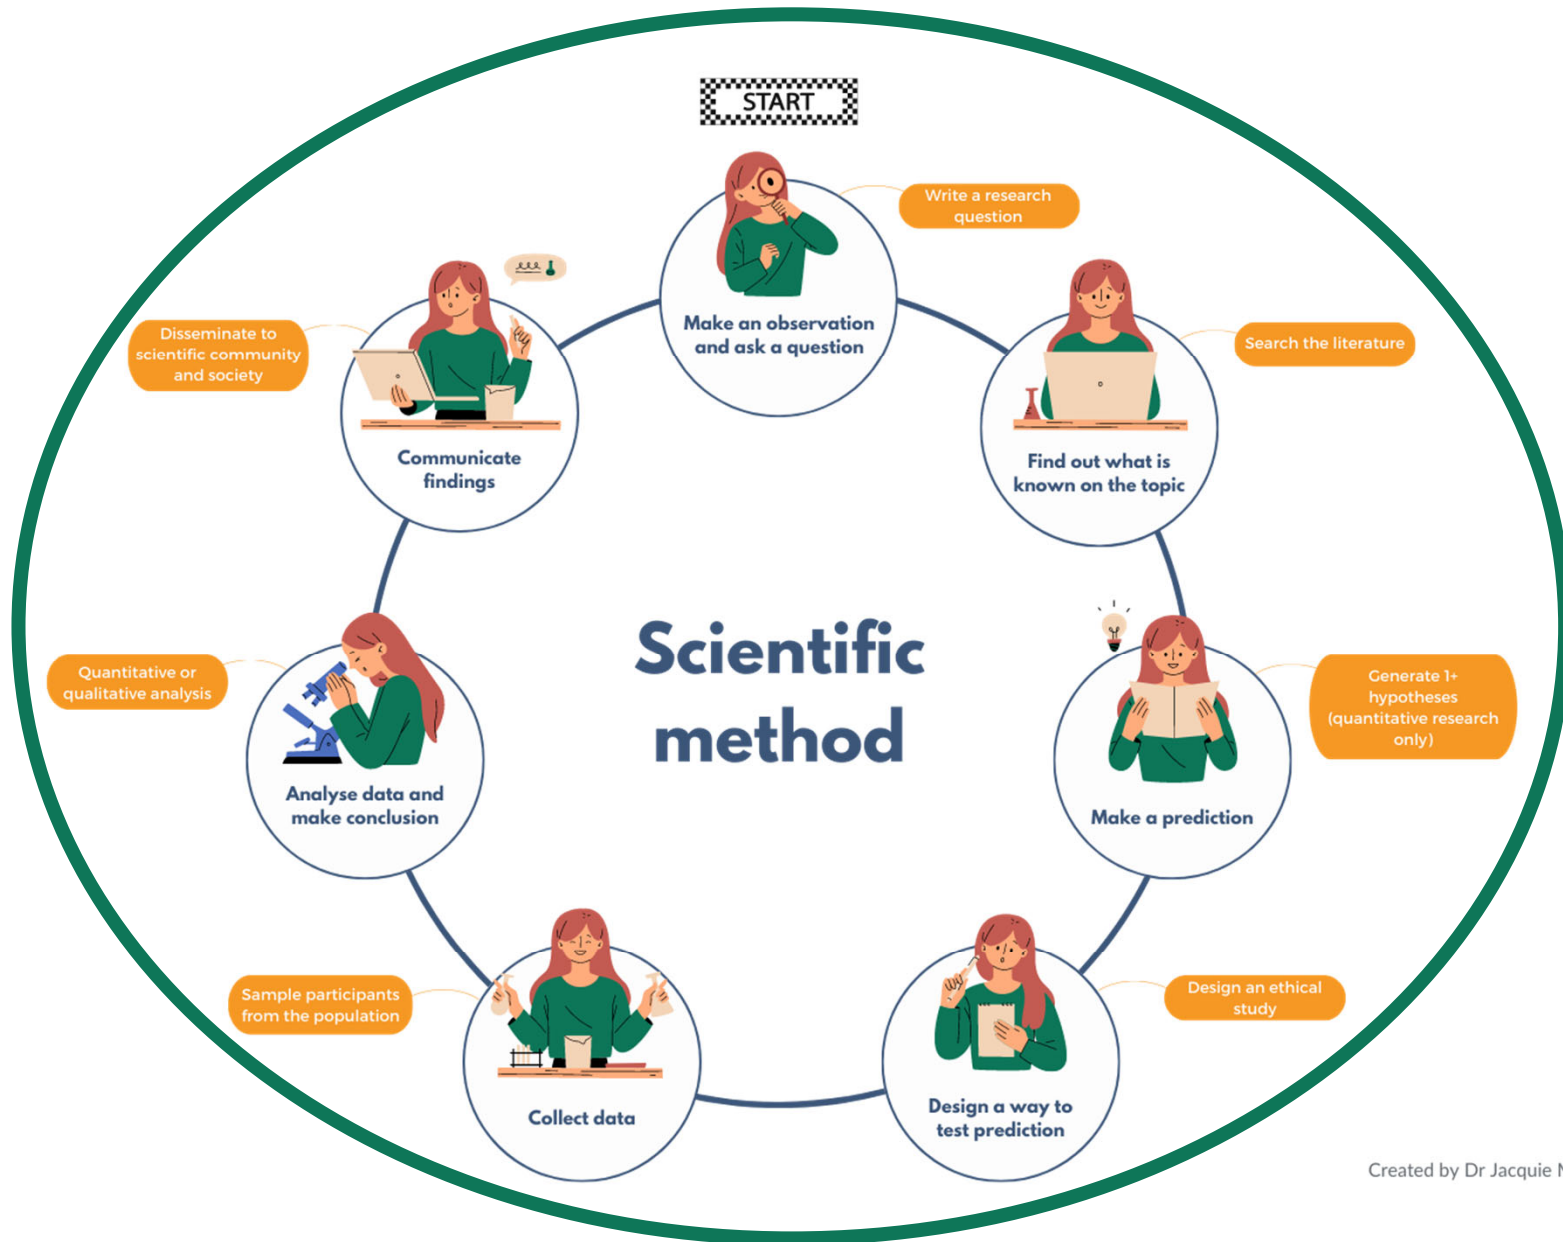 START
Make an observation
and ask a question
Write a research
question
Find out what is
known on the topic
Search the literature
Make a prediction
Generate 1+
hypotheses
(quantitative research
only)
Design a way to
test prediction
Design an ethical
study
Collect data
Sample participants
from the population
Analyse data and
make conclusion
Quantitative or
qualitative analysis
Communicate
findings
Disseminate to
scientific community
and society
Scientific
method
Created by Dr Jacquie